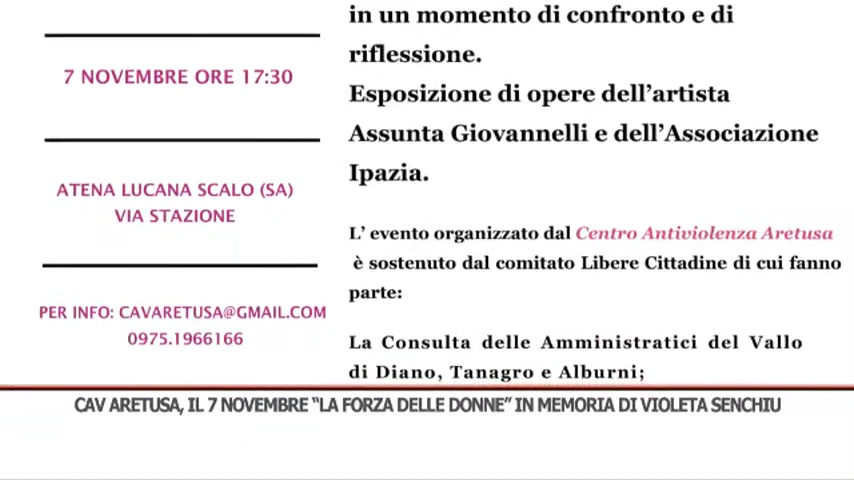 7 NOVEMBRE ORE 17:30
ATENA LUCANA SCALO (SA)
VIA STAZIONE
PER INFO: CAVARETUSA@GMAIL.COM
0975.1966166
in un momento di confronto e di
riflessione.
Esposizione di opere dell’artista
Assunta Giovannelli e dell’Associazione
Ipazia.
L’ evento organizzato dal Centro Antiviolenza Aretusa
è sostenuto dal comitato Libere Cittadine di cui fanno
parte:
La Consulta delle Amministratici del Vallo
di Diano, Tanagro e Alburni;
CAV ARETUSA, IL 7 NOVEMBRE “LA FORZA DELLE DONNE” IN MEMORIA DI VIOLETA SENCHIU